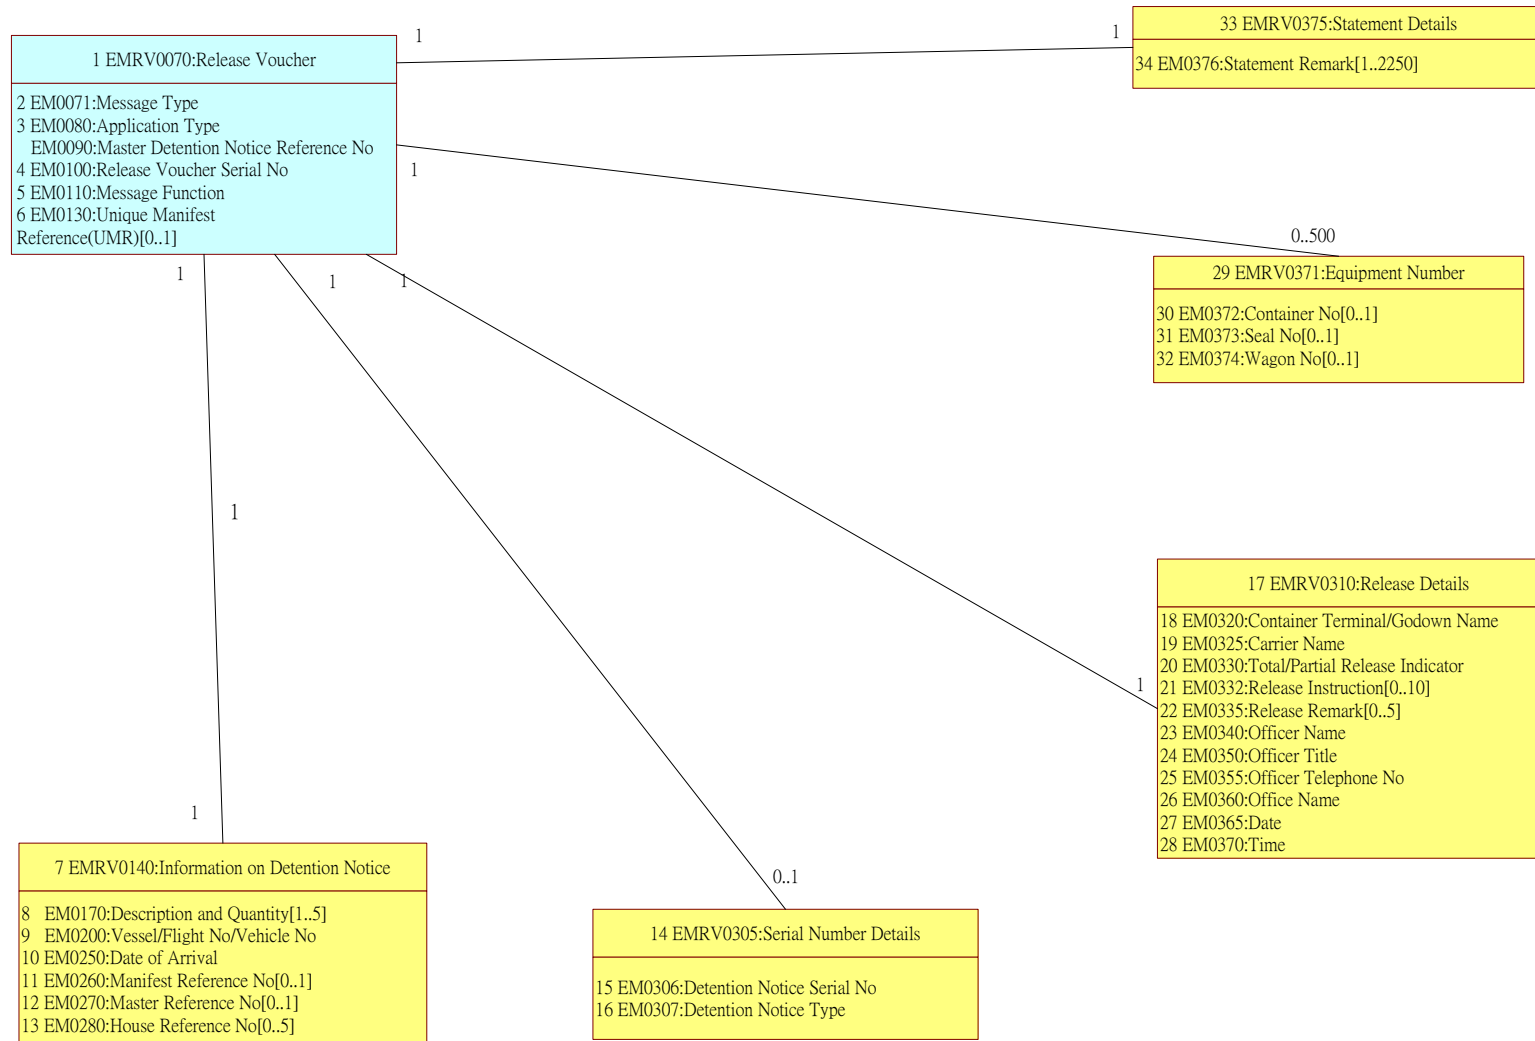 1 EMRV0070:Release Voucher
2 EM0071:Message Type
3 EM0080:Application Type
EM0090:Master Detention Notice Reference No
4 EM0100:Release Voucher Serial No
5 EM0110:Message Function
6 EM0130:Unique Manifest
Reference(UMR)[0..1]
1
1
33 EMRV0375:Statement Details
34 EM0376:Statement Remark[1..2250]
1
0..500
29 EMRV0371:Equipment Number
30 EM0372:Container No[0..1]
31 EM0373:Seal No[0..1]
32 EM0374:Wagon No[0..1]
1
1
1
1
1
17 EMRV0310:Release Details
18 EM0320:Container Terminal/Godown Name
19 EM0325:Carrier Name
20 EM0330:Total/Partial Release Indicator
21 EM0332:Release Instruction[0..10]
22 EM0335:Release Remark[0..5]
23 EM0340:Officer Name
24 EM0350:Officer Title
25 EM0355:Officer Telephone No
26 EM0360:Office Name
27 EM0365:Date
28 EM0370:Time
1
7 EMRV0140:Information on Detention Notice
8 EM0170:Description and Quantity[1..5]
9 EM0200:Vessel/Flight No/Vehicle No
10 EM0250:Date of Arrival
11 EM0260:Manifest Reference No[0..1]
12 EM0270:Master Reference No[0..1]
13 EM0280:House Reference No[0..5]
0..1
14 EMRV0305:Serial Number Details
15 EM0306:Detention Notice Serial No
16 EM0307:Detention Notice Type